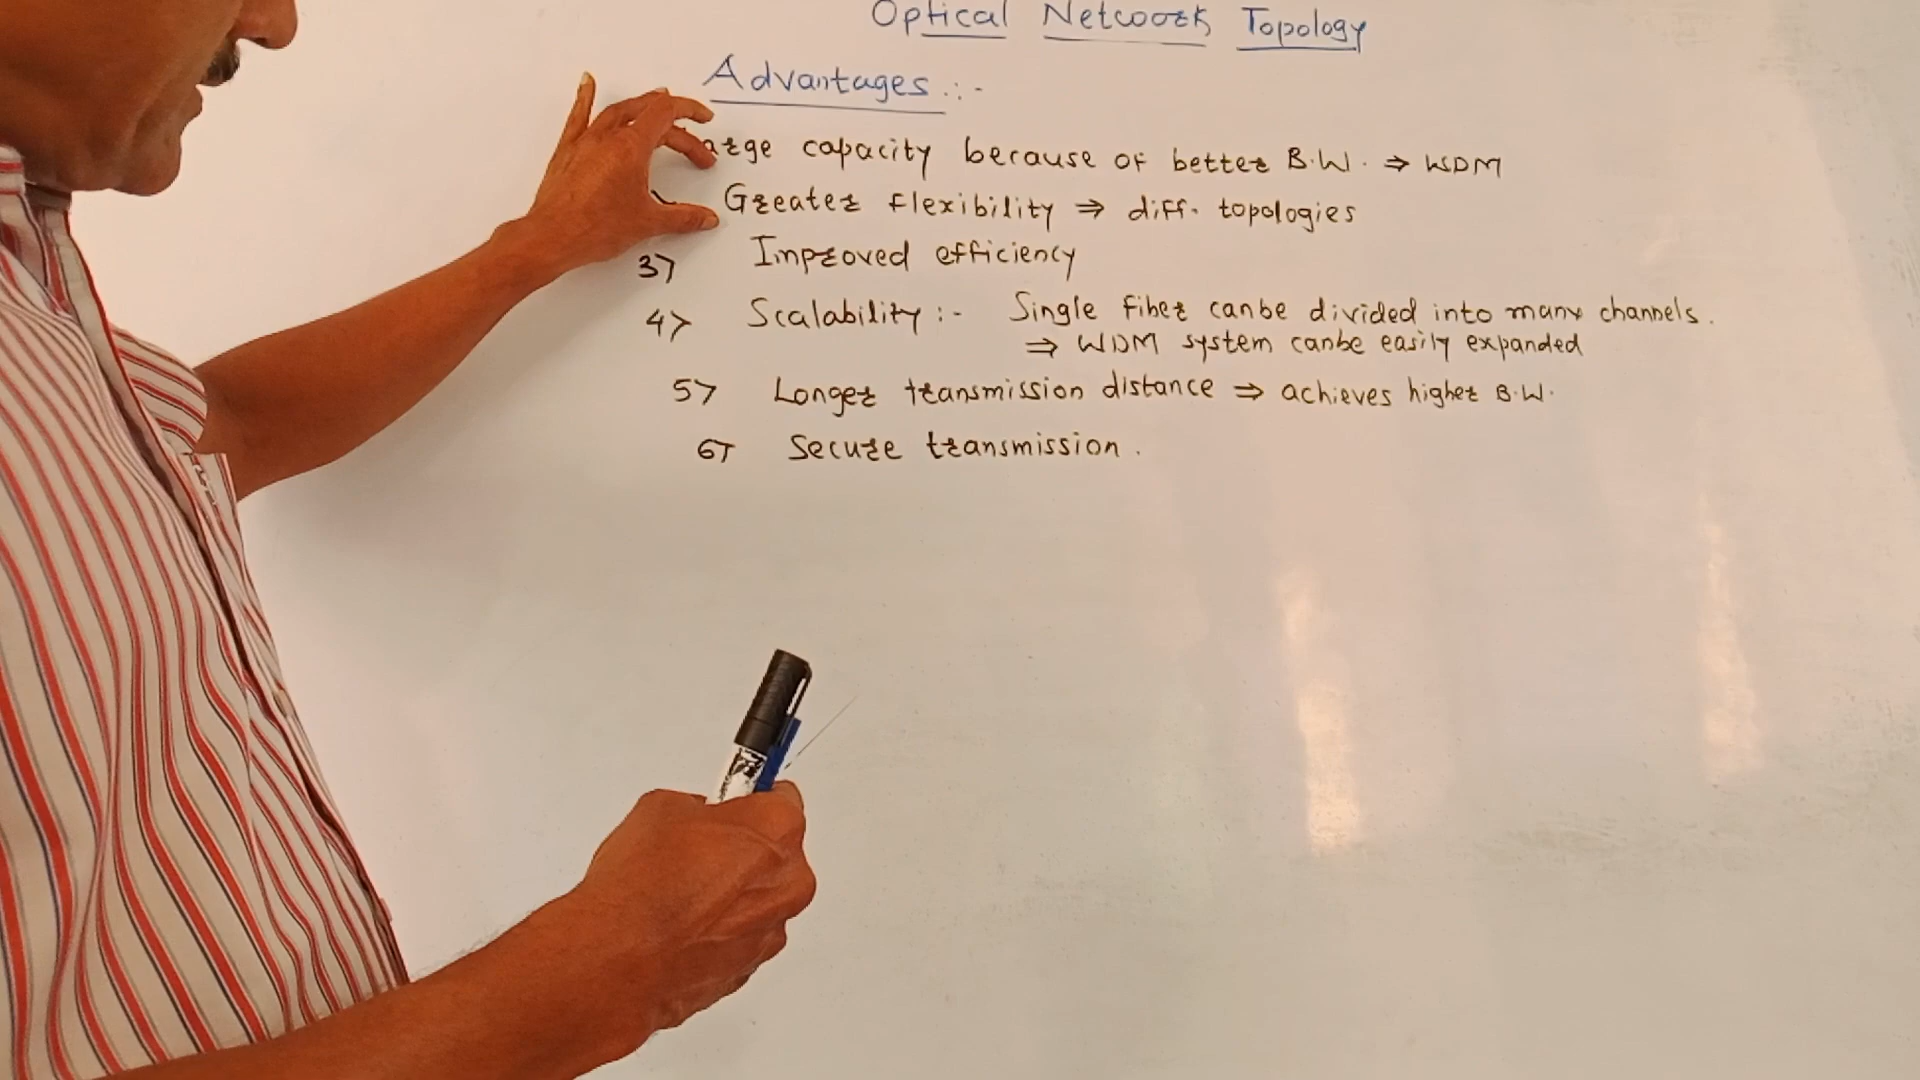 Optical Network Topology
Advantages :-
arge capacity because of better B.W. ⇒ WDM
Greater flexibility ⇒ diff. topologies
3> Improved efficiency
4> Scalability :- Single fiber canbe divided into many channels.
⇒ WDM system canbe easily expanded
5> Longer transmission distance ⇒ achieves higher B.W.
6> Secure transmission.